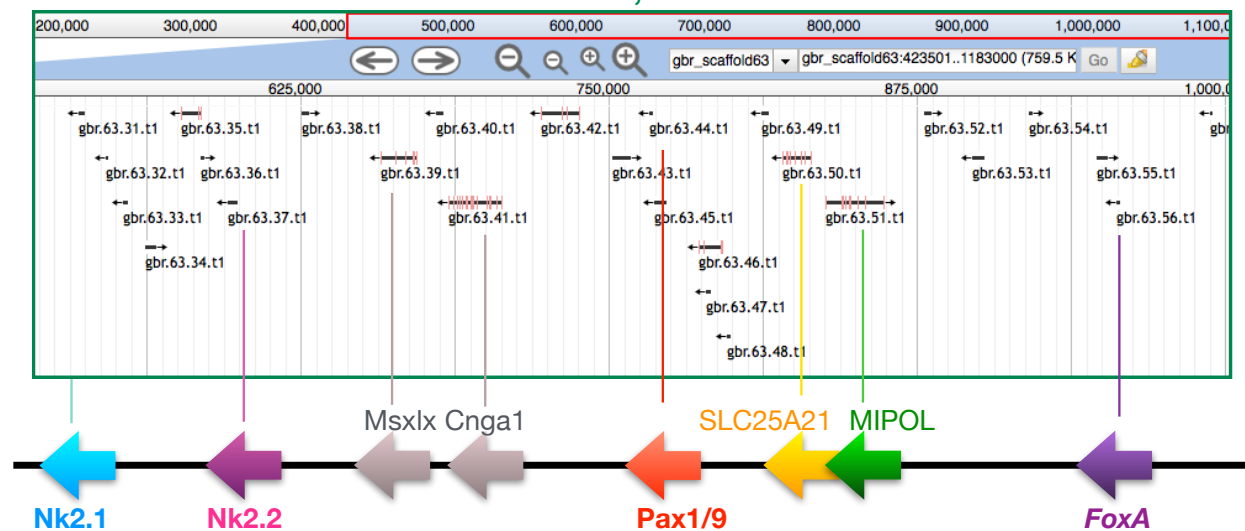 200,000 300,000 400,000 500,000 600,000 700,000 800,000 900,000 1,000,000 1,100,0
gbr_scaffold63 gbr_scaffold63:423501..1183000 (759.5 K Go
625,000 750,000 875,000 1,000,0
gbr.63.31.t1 gbr.63.35.t1 gbr.63.38.t1 gbr.63.40.t1 gbr.63.42.t1 gbr.63.44.t1 gbr.63.49.t1 gbr.63.52.t1 gbr.63.54.t1 gbr
gbr.63.32.t1 gbr.63.36.t1 gbr.63.39.t1 gbr.63.43.t1 gbr.63.50.t1 gbr.63.53.t1 gbr.63.55.t1
gbr.63.33.t1 gbr.63.37.t1 gbr.63.41.t1 gbr.63.45.t1 gbr.63.51.t1 gbr.63.56.t1
gbr.63.34.t1 gbr.63.46.t1
gbr.63.47.t1
gbr.63.48.t1
Msxlx Cnga1 SLC25A21 MIPOL
Nk2.1 Nk2.2 Pax1/9 FoxA